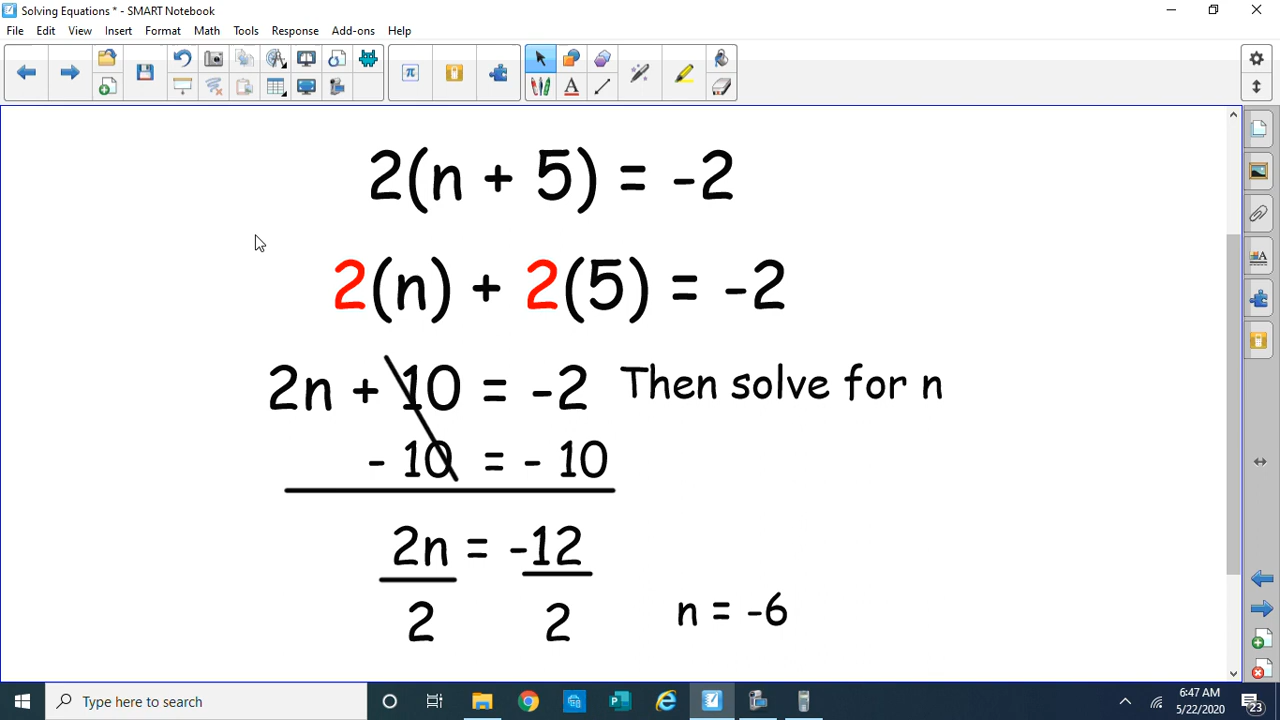 Solving Equations * - SMART Notebook
File Edit View Insert Format Math Tools Response Add-ons Help
2(n + 5) = -2
2(n) + 2(5) = -2
2n + 10 = -2 Then solve for n
- 10 = - 10
2n = -12
2 2 n = -6
Type here to search
6:47 AM
5/22/2020
23